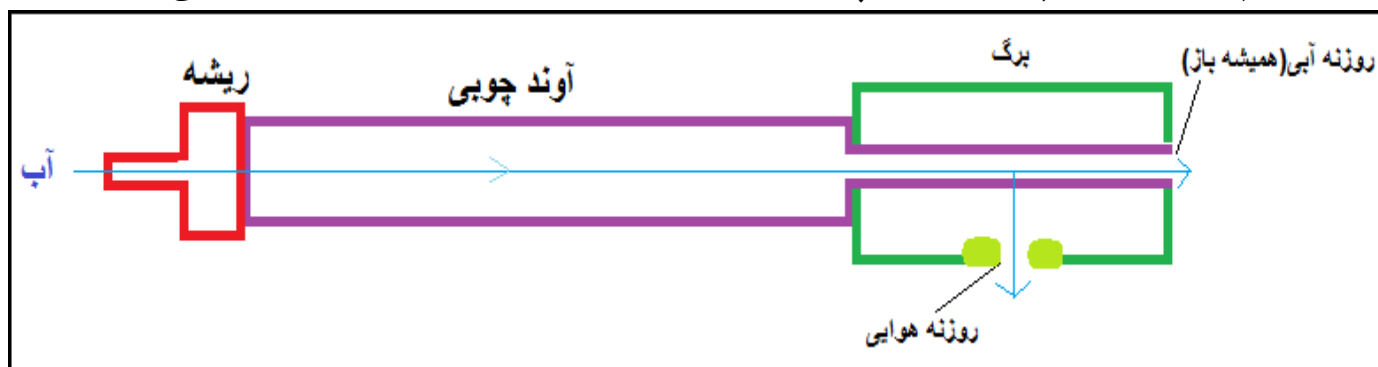 برگ
روزنه آبی(همیشه باز)
آوند چوبی
ریشه
آب
روزنه هوایی